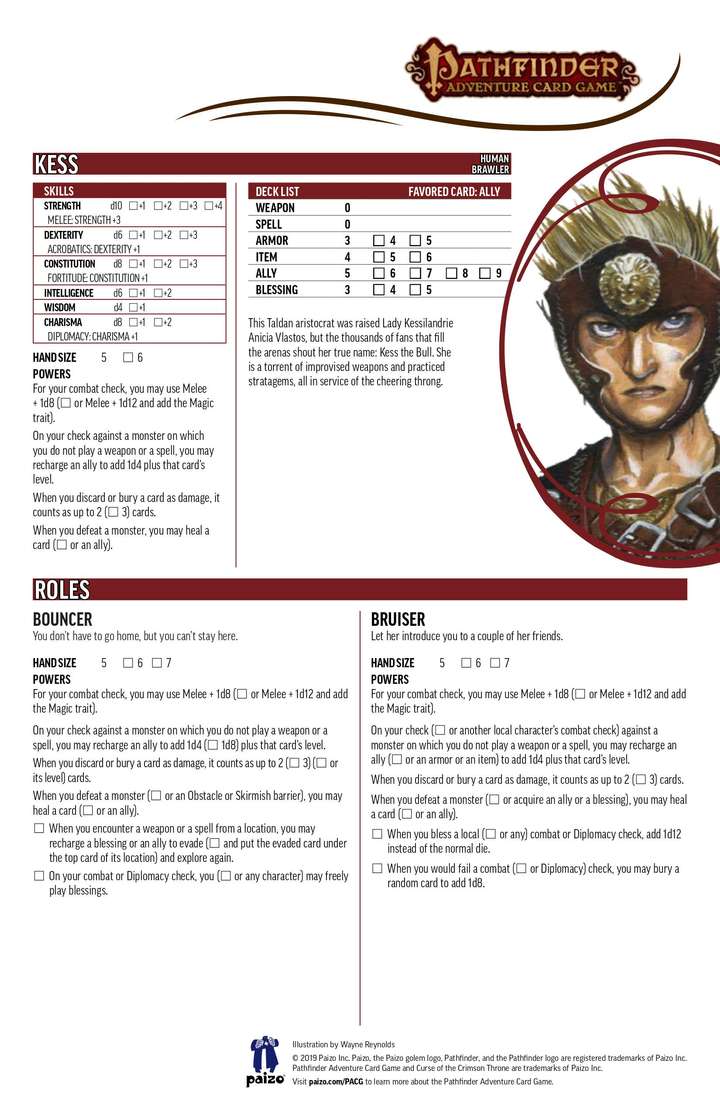 PATHFINDER
ADVENTURE CARD GAME
KESS
HUMAN
BRAWLER
SKILLS
STRENGTH d10 ☐+1 ☐+2 ☐+3 ☐+4
MELEE: STRENGTH +3
DEXTERITY d6 ☐+1 ☐+2 ☐+3
ACROBATICS: DEXTERITY +1
CONSTITUTION d8 ☐+1 ☐+2 ☐+3
FORTITUDE: CONSTITUTION +1
INTELLIGENCE d6 ☐+1 ☐+2
WISDOM d4 ☐+1
CHARISMA d8 ☐+1 ☐+2
DIPLOMACY: CHARISMA +1
HAND SIZE 5 ☐ 6
POWERS
For your combat check, you may use Melee
+ 1d8 (☐ or Melee + 1d12 and add the Magic
trait).
On your check against a monster on which
you do not play a weapon or a spell, you may
recharge an ally to add 1d4 plus that card's
level.
When you discard or bury a card as damage, it
counts as up to 2 (☐ 3) cards.
When you defeat a monster, you may heal a
card (☐ or an ally).
DECK LIST FAVORED CARD: ALLY
WEAPON 0
SPELL 0
ARMOR 3 ☐ 4 ☐ 5
ITEM 4 ☐ 5 ☐ 6
ALLY 5 ☐ 6 ☐ 7 ☐ 8 ☐ 9
BLESSING 3 ☐ 4 ☐ 5
This Taldan aristocrat was raised Lady Kessilandrie
Anicia Vlastos, but the thousands of fans that fill
the arenas shout her true name: Kess the Bull. She
is a torrent of improvised weapons and practiced
stratagems, all in service of the cheering throng.
ROLES
BOUNCER
You don't have to go home, but you can't stay here.
HAND SIZE 5 ☐ 6 ☐ 7
POWERS
For your combat check, you may use Melee + 1d8 (☐ or Melee + 1d12 and add
the Magic trait).
On your check against a monster on which you do not play a weapon or a
spell, you may recharge an ally to add 1d4 (☐ 1d8) plus that card's level.
When you discard or bury a card as damage, it counts as up to 2 (☐ 3) (☐ or
its level) cards.
When you defeat a monster (☐ or an Obstacle or Skirmish barrier), you may
heal a card (☐ or an ally).
☐ When you encounter a weapon or a spell from a location, you may
recharge a blessing or an ally to evade (☐ and put the evaded card under
the top card of its location) and explore again.
☐ On your combat or Diplomacy check, you (☐ or any character) may freely
play blessings.
BRUISER
Let her introduce you to a couple of her friends.
HAND SIZE 5 ☐ 6 ☐ 7
POWERS
For your combat check, you may use Melee + 1d8 (☐ or Melee + 1d12 and add
the Magic trait).
On your check (☐ or another local character's combat check) against a
monster on which you do not play a weapon or a spell, you may recharge an
ally (☐ or an armor or an item) to add 1d4 plus that card's level.
When you discard or bury a card as damage, it counts as up to 2 (☐ 3) cards.
When you defeat a monster (☐ or acquire an ally or a blessing), you may heal
a card (☐ or an ally).
☐ When you bless a local (☐ or any) combat or Diplomacy check, add 1d12
instead of the normal die.
☐ When you would fail a combat (☐ or Diplomacy) check, you may bury a
random card to add 1d8.
paizo
Illustration by Wayne Reynolds
© 2019 Paizo Inc. Paizo, the Paizo golem logo, Pathfinder, and the Pathfinder logo are registered trademarks of Paizo Inc.
Pathfinder Adventure Card Game and Curse of the Crimson Throne are trademarks of Paizo Inc.
Visit paizo.com/PACG to learn more about the Pathfinder Adventure Card Game.